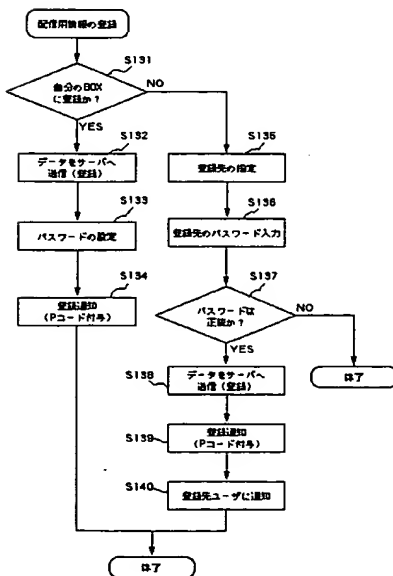 配信用情報の登録
S131
自分のBOX
に登録か?
NO
YES
S132
データをサーバへ
送信(登録)
S133
パスワードの設定
S134
登録通知
(Pコード付与)
S135
登録先の指定
S136
登録先のパスワード入力
S137
パスワードは
正確か?
NO
YES
終了
S138
データをサーバへ
送信(登録)
S139
登録通知
(Pコード付与)
S140
登録先ユーザに通知
終了